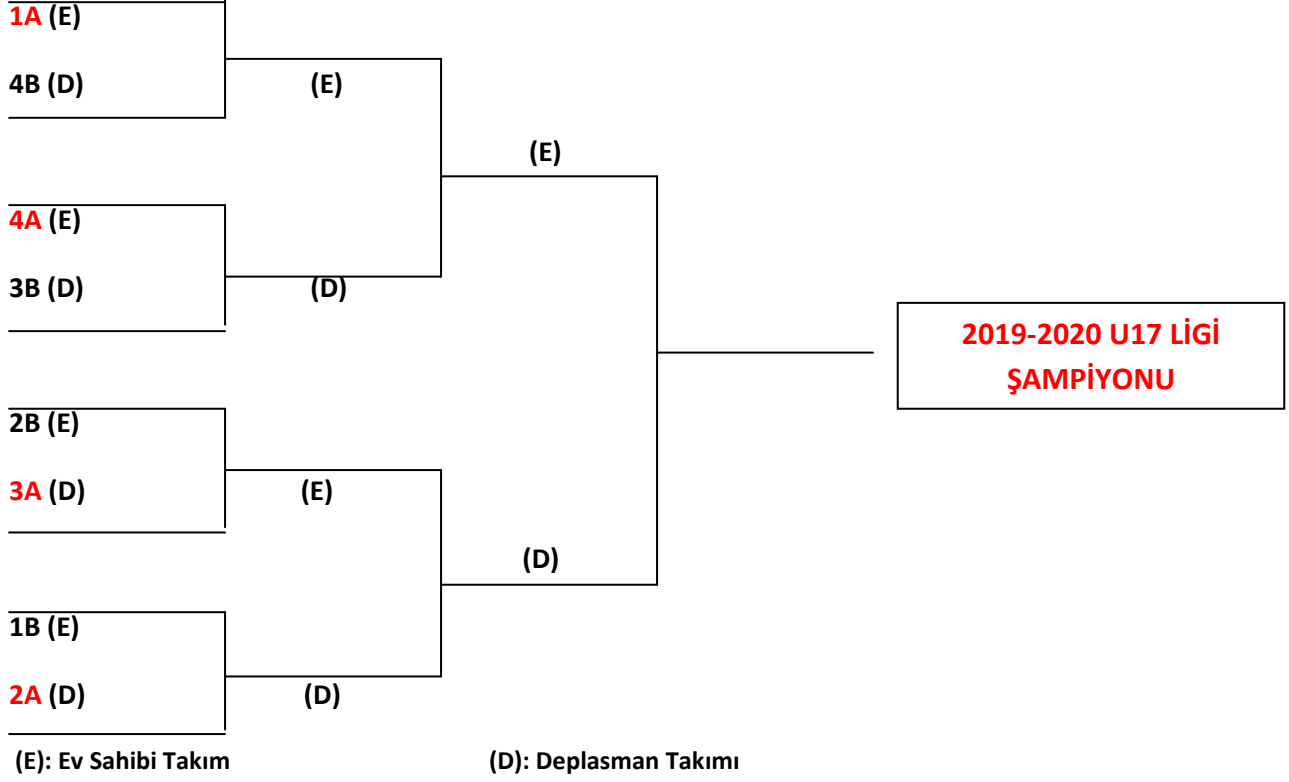 1A (E)
4B (D)
(E)
(E)
4A (E)
3B (D)
(D)
2019-2020 U17 LİGİ
ŞAMPİYONU
2B (E)
3A (D)
(E)
(D)
1B (E)
2A (D)
(D)
(E): Ev Sahibi Takım
(D): Deplasman Takımı